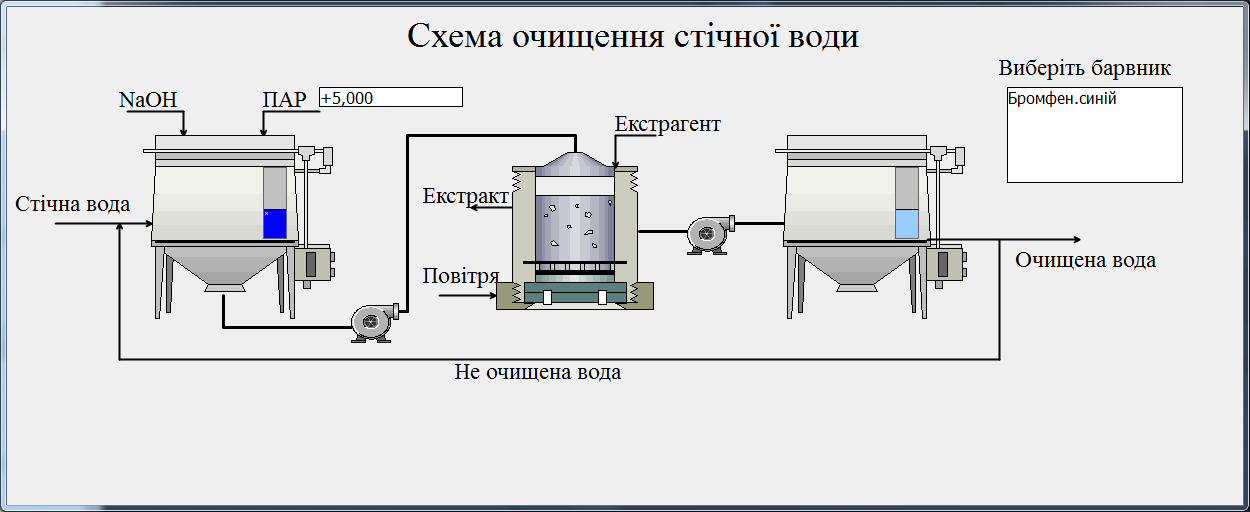 Схема очищення стічної води
Виберіть барвник
NaOH
ПАР
+5,000
Бромфен.синій
Екстрагент
Екстракт
Стічна вода
Повітря
Очищена вода
Не очищена вода